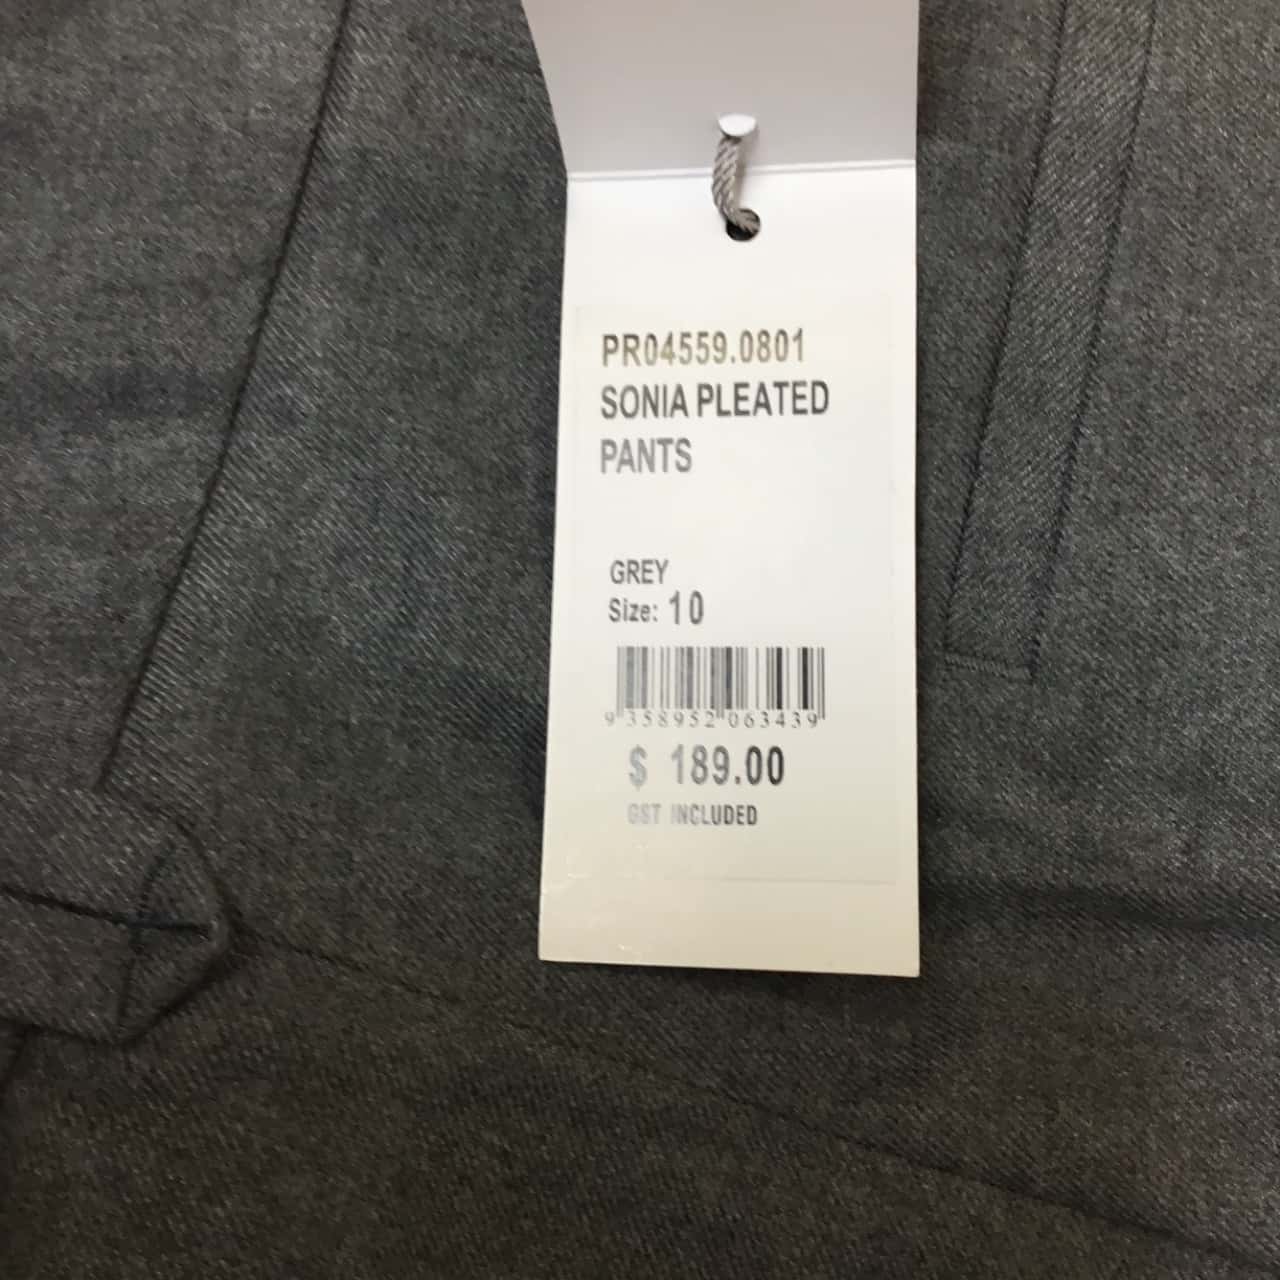 PR04559.0801
SONIA PLEATED
PANTS
GREY
Size: 10
9 358952 063439
$ 189.00
GST INCLUDED